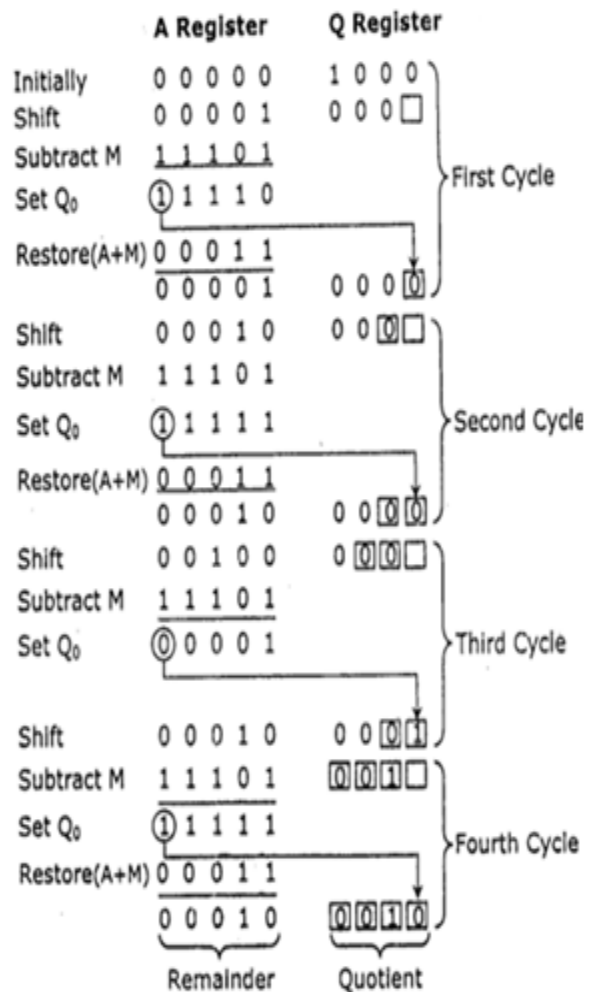 A Register Q Register
Initially 0 0 0 0 0 1 0 0 0
Shift 0 0 0 0 1 0 0 0
Subtract M 1 1 1 0 1
First Cycle
Set Q₀ 1 1 1 1 0
Restore(A+M) 0 0 0 1 1
0 0 0 0 1 0 0 0 0
Shift 0 0 0 1 0 0 0 0
Subtract M 1 1 1 0 1
Set Q₀ 1 1 1 1 1 Second Cycle
Restore(A+M) 0 0 0 1 1
0 0 0 1 0 0 0 0 0
Shift 0 0 1 0 0 0 0 0
Subtract M 1 1 1 0 1
Set Q₀ 0 0 0 0 1 Third Cycle
Shift 0 0 0 1 0 0 0 0 1
Subtract M 1 1 1 0 1 0 0 1
Set Q₀ 1 1 1 1 1
Fourth Cycle
Restore(A+M) 0 0 0 1 1
0 0 0 1 0 0 0 1 0
Remainder Quotient